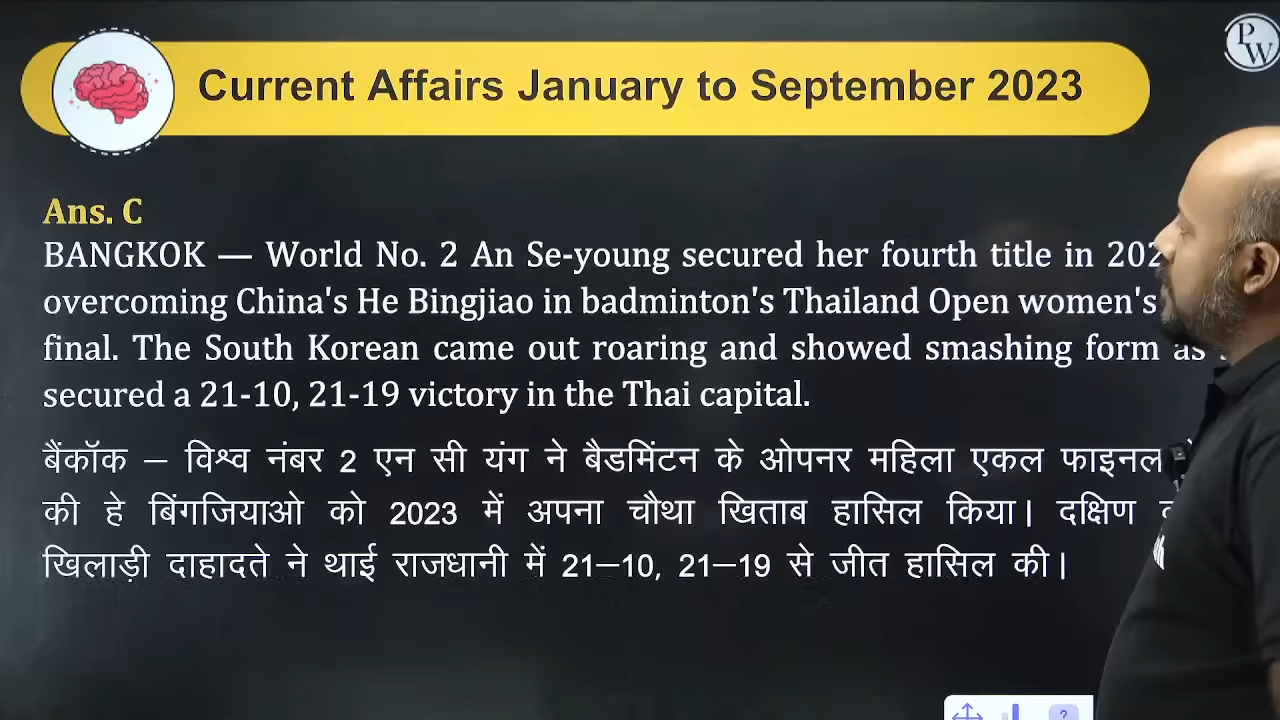 PW
Current Affairs January to September 2023
Ans. C
BANGKOK — World No. 2 An Se-young secured her fourth title in
overcoming China's He Bingjiao in badminton's Thailand Open women's
final. The South Korean came out roaring and showed smashing form as
secured a 21-10, 21-19 victory in the Thai capital.
बैंकॉक – विश्व नंबर 2 एन सी यंग ने बैडमिंटन के ओपनर महिला एकल फाइनल
की हे बिंगजियाओ को 2023 में अपना चौथा खिताब हासिल किया। दक्षिण
खिलाड़ी दाहादते ने थाई राजधानी में 21–10, 21–19 से जीत हासिल की।
?